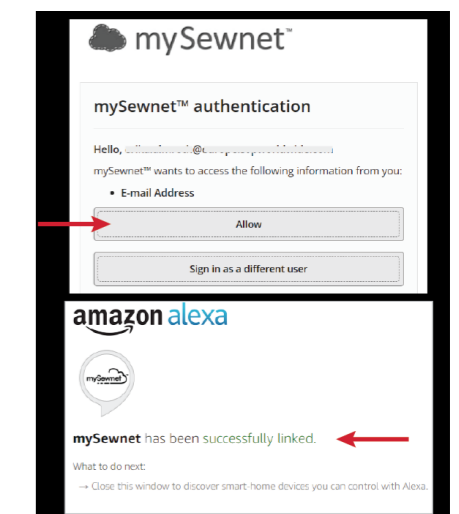 mySewnet™
mySewnet™ authentication
Hello,
mySewnet™ wants to access the following information from you:
• E-mail Address
Allow
Sign in as a different user
amazon alexa
mySewnet
mySewnet has been successfully linked.
What to do next:
→ Close this window to discover smart-home devices you can control with Alexa.